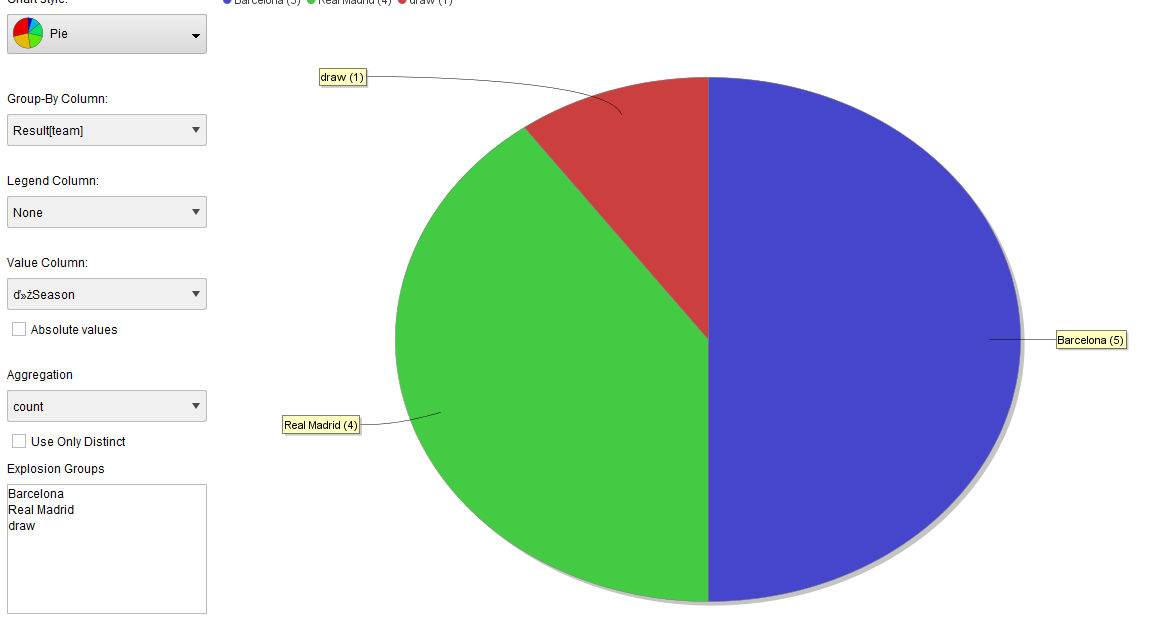 Chart style:
Barcelona (5) Real Madrid (4) draw (1)
Pie
draw (1)
Group-By Column:
Result[team]
Legend Column:
None
Value Column:
ď»żSeason
Absolute values
Barcelona (5)
Aggregation
count
Real Madrid (4)
Use Only Distinct
Explosion Groups
Barcelona
Real Madrid
draw